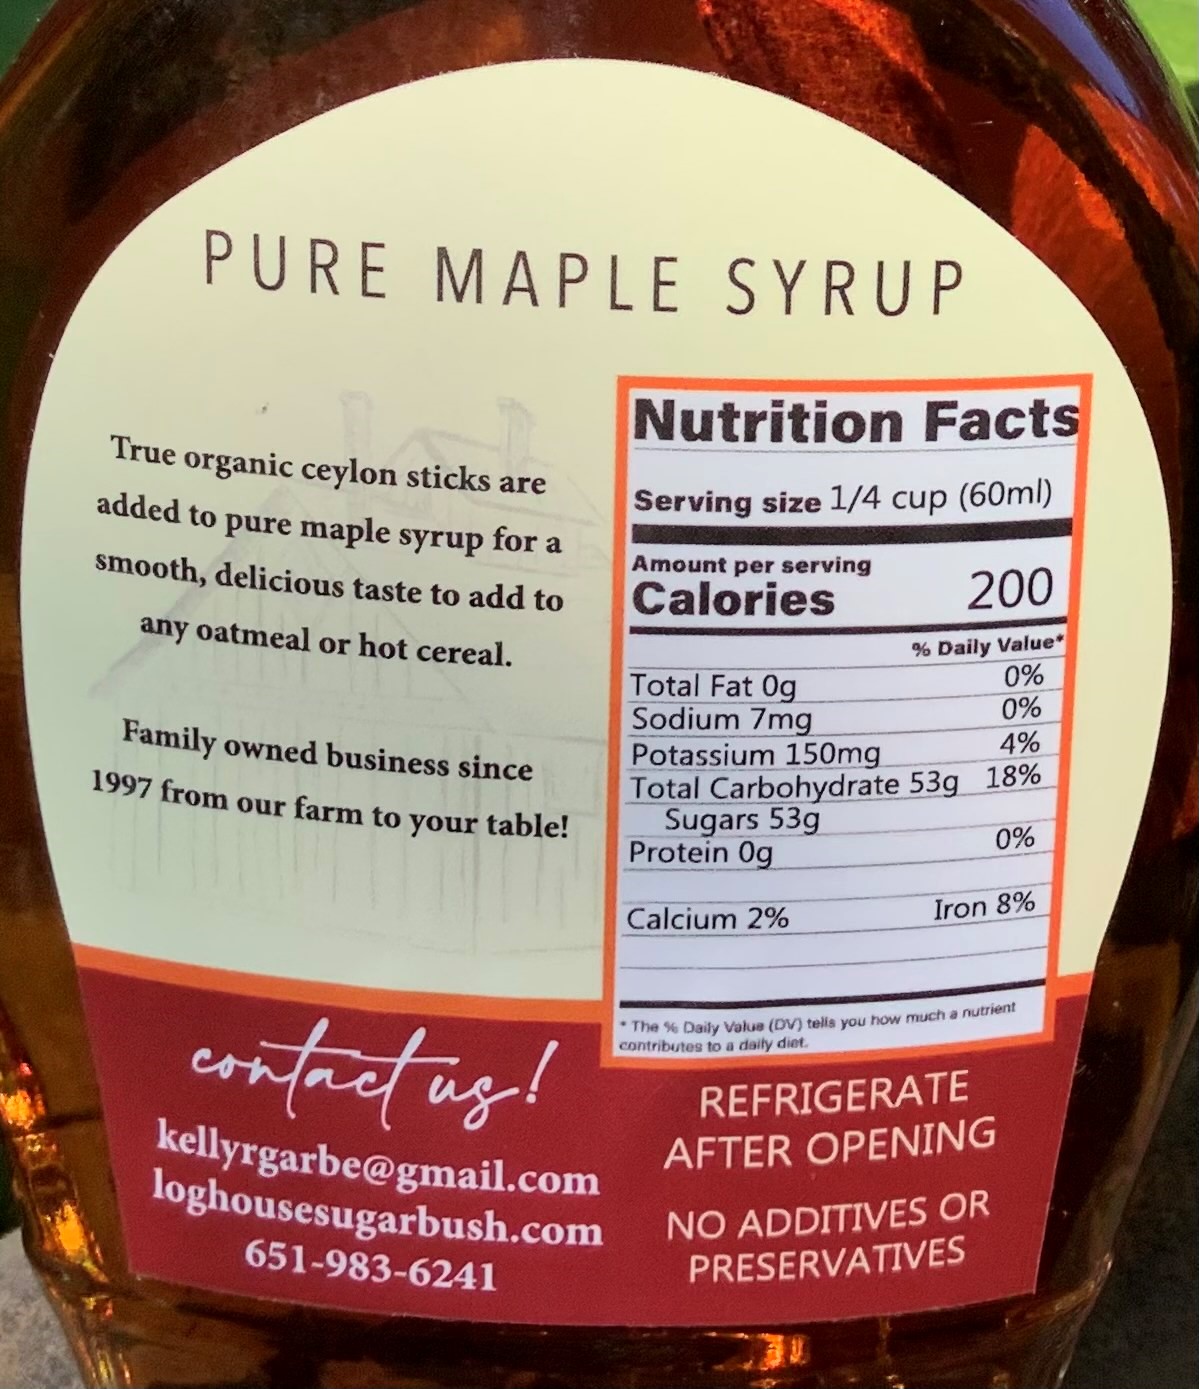 PURE MAPLE SYRUP
True organic ceylon sticks are
added to pure maple syrup for a
smooth, delicious taste to add to
any oatmeal or hot cereal.
Family owned business since
1997 from our farm to your table!
Nutrition Facts
Serving size 1/4 cup (60ml)
Amount per serving
Calories 200
% Daily Value*
Total Fat 0g 0%
Sodium 7mg 0%
Potassium 150mg 4%
Total Carbohydrate 53g 18%
Sugars 53g
Protein 0g 0%
Calcium 2% Iron 8%
* The % Daily Value (DV) tells you how much a nutrient
contributes to a daily diet.
contact us!
kellyrgarbe@gmail.com
loghousesugarbush.com
651-983-6241
REFRIGERATE
AFTER OPENING
NO ADDITIVES OR
PRESERVATIVES